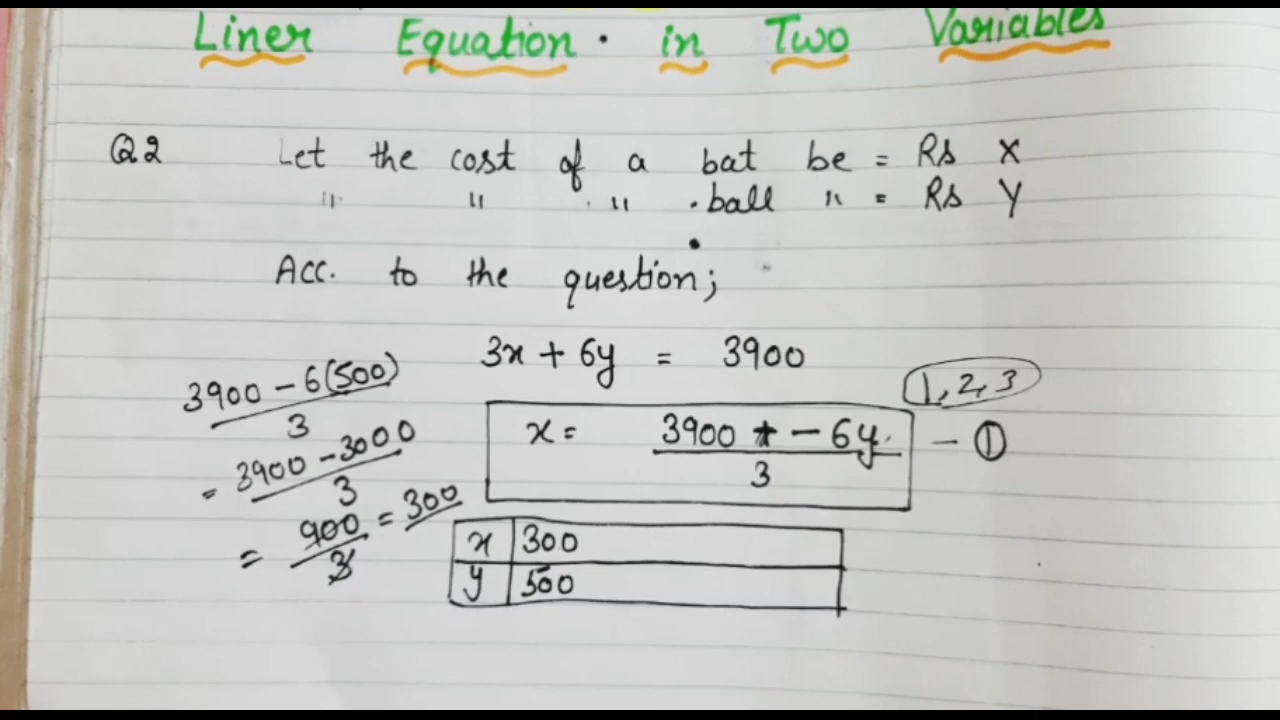 Liner Equation in Two Variables
Q2 Let the cost of a bat be = Rs X
" " " ball " = Rs Y
Acc. to the question;
3x + 6y = 3900
1, 2, 3
x = 3900 - 6y / 3 - ①
3900 - 6(500) / 3
= 3900 - 3000 / 3
= 900 / 3 = 300
x 300
y 500